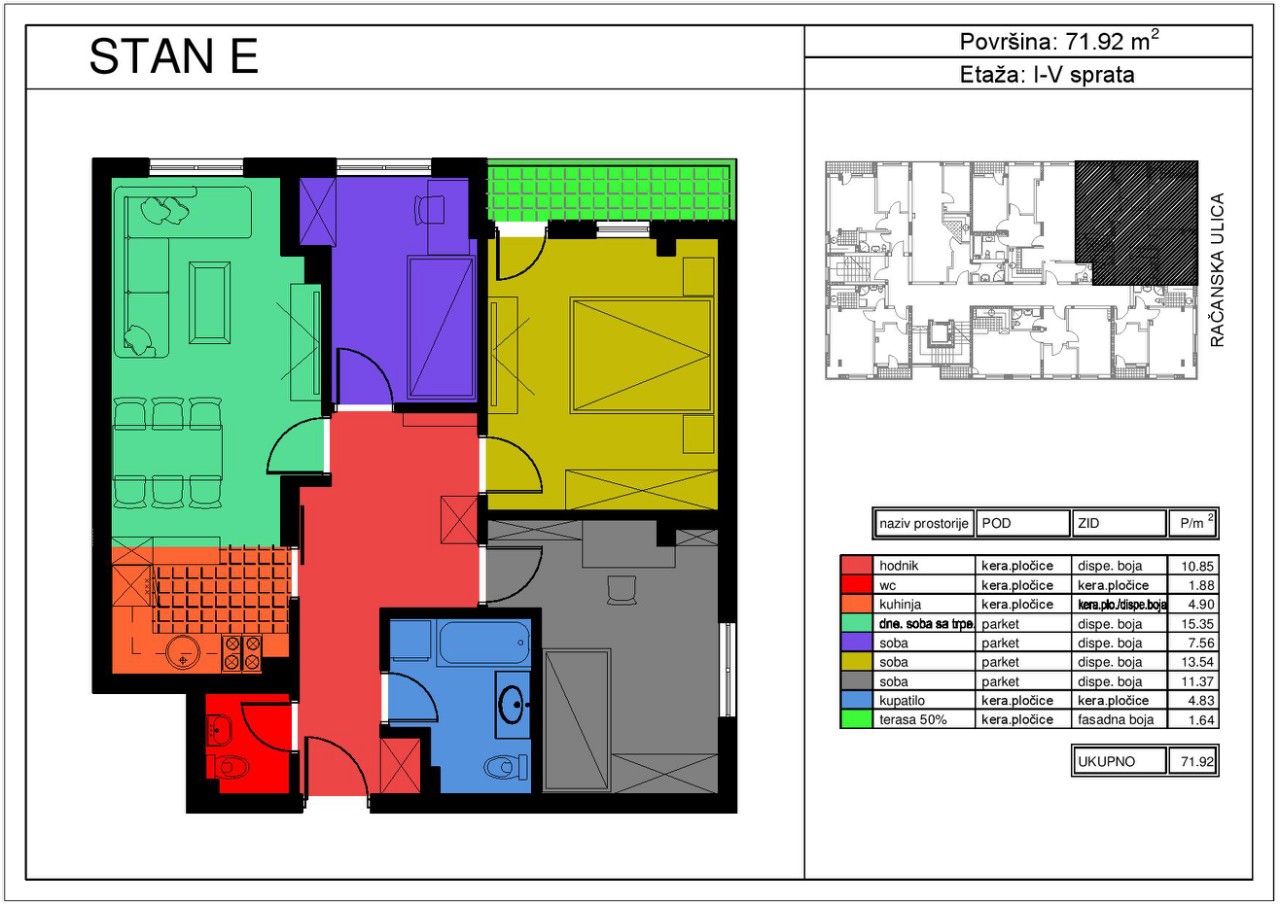 STAN E
Površina: 71.92 m2
Etaža: I-V sprata
RAČANSKA ULICA
naziv prostorije POD ZID P/m 2
hodnik kera.pločice dispe. boja 10.85
wc kera.pločice kera.pločice 1.88
kuhinja kera.pločice kera.plo./dispe.boja 4.90
dne. soba sa trpe. parket dispe. boja 15.35
soba parket dispe. boja 7.56
soba parket dispe. boja 13.54
soba parket dispe. boja 11.37
kupatilo kera.pločice kera.pločice 4.83
terasa 50% kera.pločice fasadna boja 1.64
UKUPNO 71.92